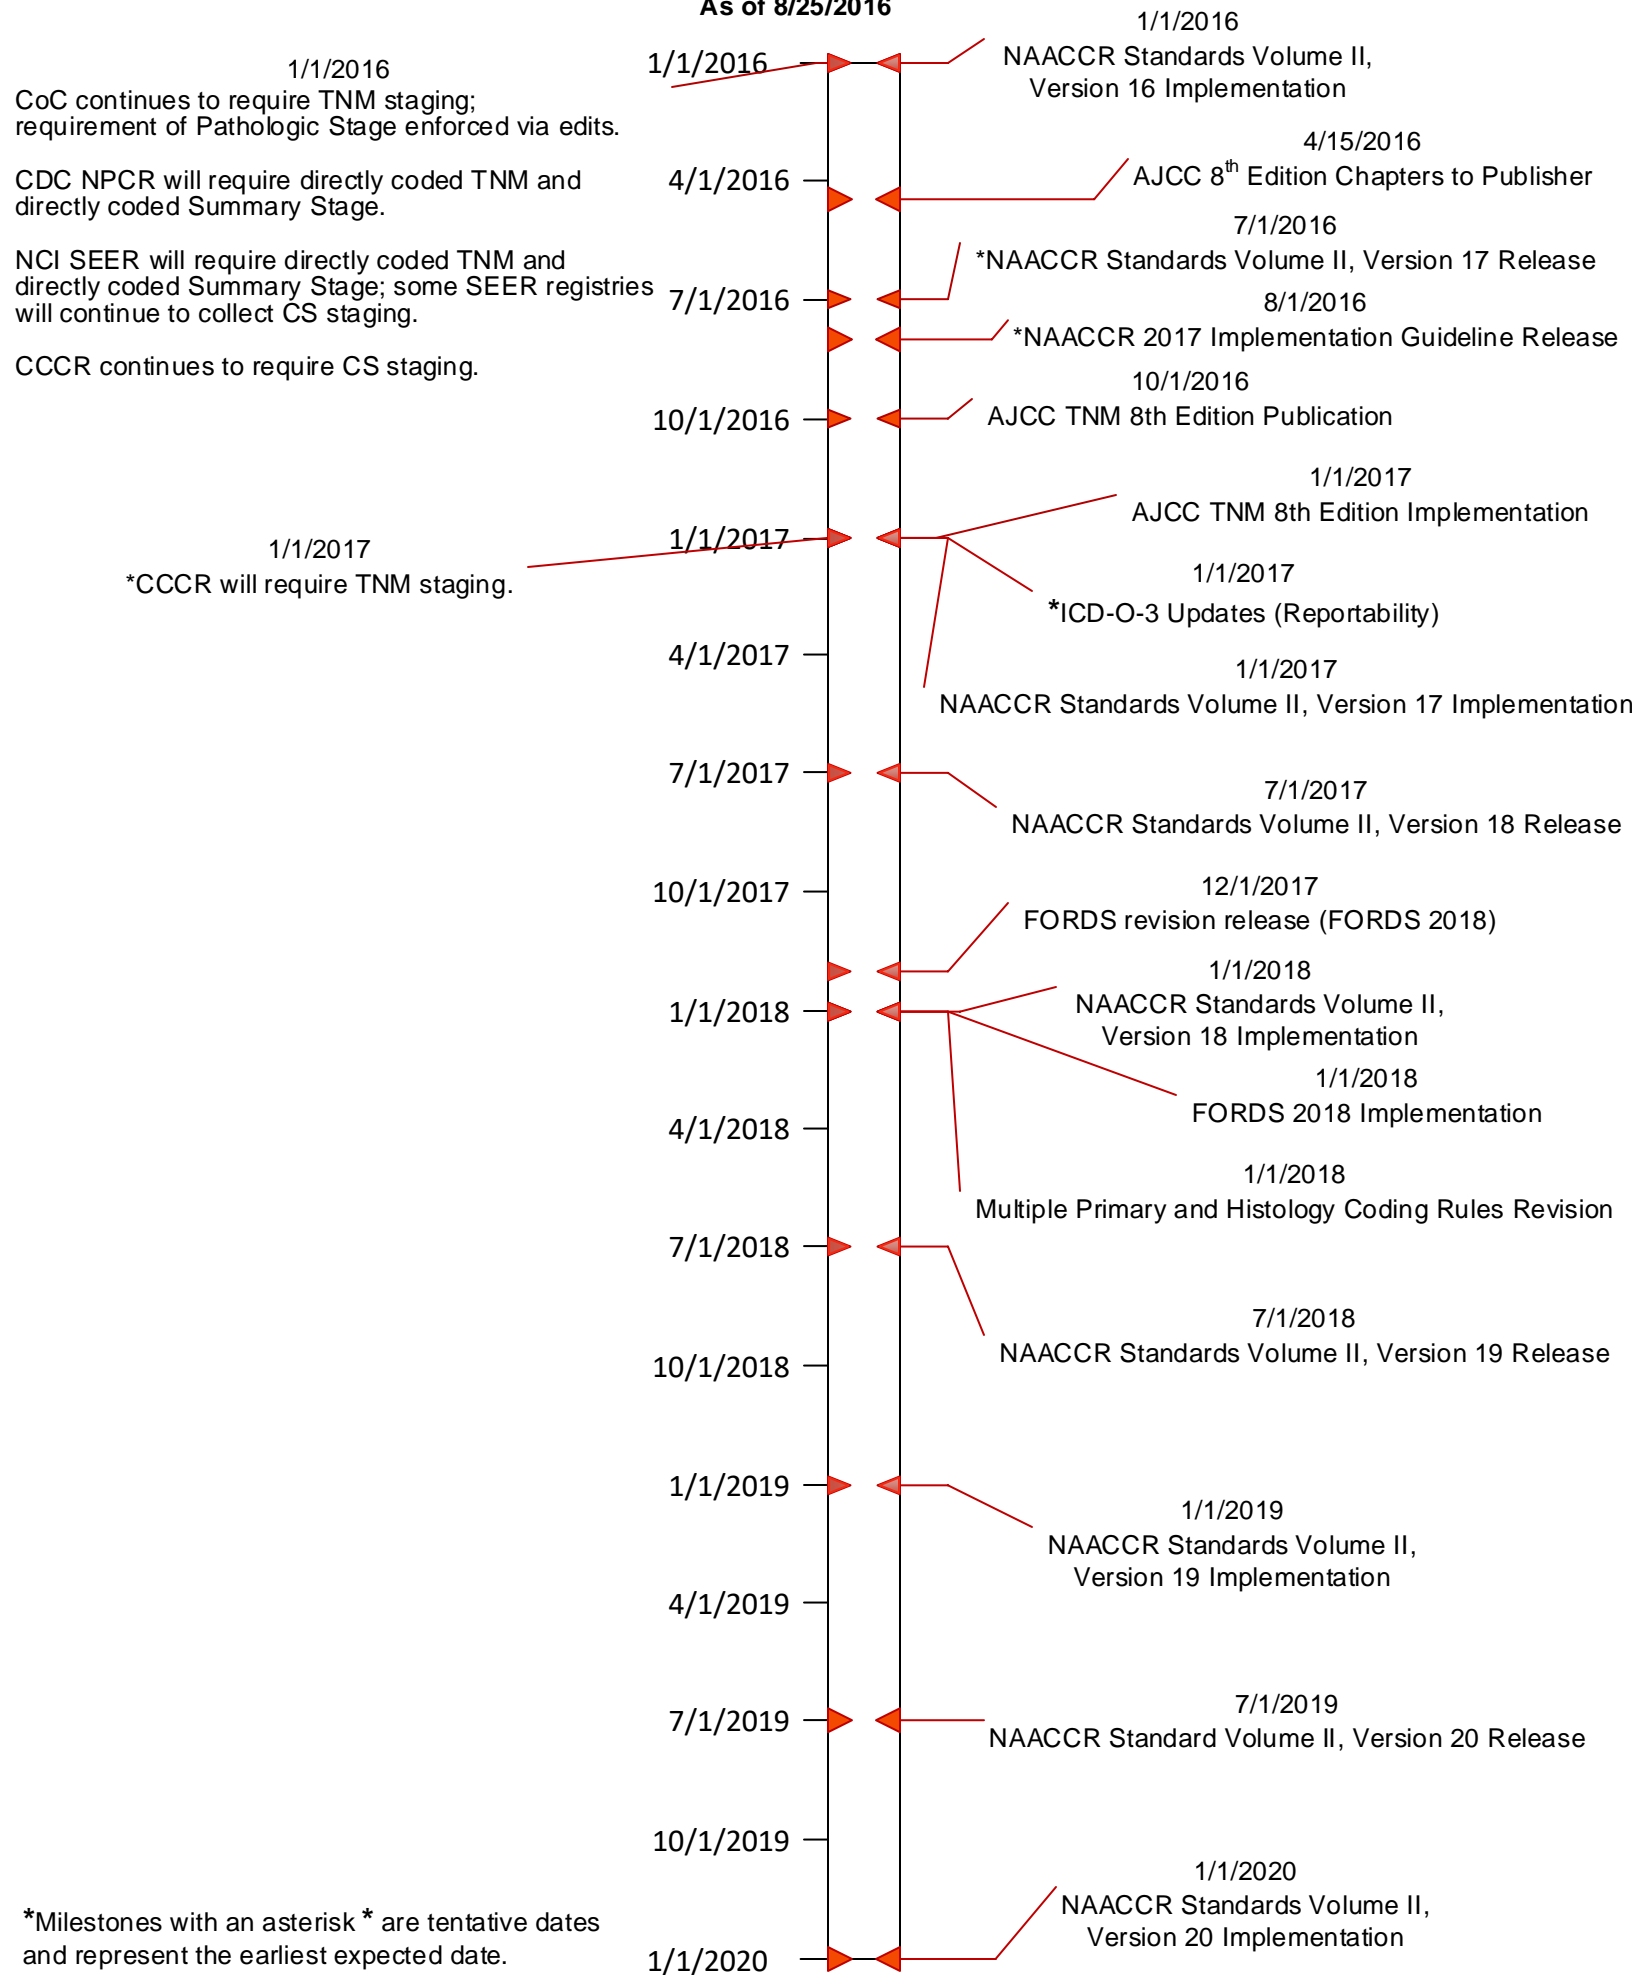 As of 8/25/2016
1/1/2016
CoC continues to require TNM staging;
requirement of Pathologic Stage enforced via edits.
CDC NPCR will require directly coded TNM and
directly coded Summary Stage.
NCI SEER will require directly coded TNM and
directly coded Summary Stage; some SEER registries
will continue to collect CS staging.
CCCR continues to require CS staging.
1/1/2017
*CCCR will require TNM staging.
1/1/2016
4/1/2016
7/1/2016
10/1/2016
1/1/2017
4/1/2017
7/1/2017
10/1/2017
1/1/2018
4/1/2018
7/1/2018
10/1/2018
1/1/2019
4/1/2019
7/1/2019
10/1/2019
1/1/2020
1/1/2016
NAACCR Standards Volume II,
Version 16 Implementation
4/15/2016
AJCC 8th Edition Chapters to Publisher
7/1/2016
*NAACCR Standards Volume II, Version 17 Release
8/1/2016
*NAACCR 2017 Implementation Guideline Release
10/1/2016
AJCC TNM 8th Edition Publication
1/1/2017
AJCC TNM 8th Edition Implementation
1/1/2017
*ICD-O-3 Updates (Reportability)
1/1/2017
NAACCR Standards Volume II, Version 17 Implementation
7/1/2017
NAACCR Standards Volume II, Version 18 Release
12/1/2017
FORDS revision release (FORDS 2018)
1/1/2018
NAACCR Standards Volume II,
Version 18 Implementation
1/1/2018
FORDS 2018 Implementation
1/1/2018
Multiple Primary and Histology Coding Rules Revision
7/1/2018
NAACCR Standards Volume II, Version 19 Release
1/1/2019
NAACCR Standards Volume II,
Version 19 Implementation
7/1/2019
NAACCR Standard Volume II, Version 20 Release
1/1/2020
NAACCR Standards Volume II,
Version 20 Implementation
*Milestones with an asterisk * are tentative dates
and represent the earliest expected date.